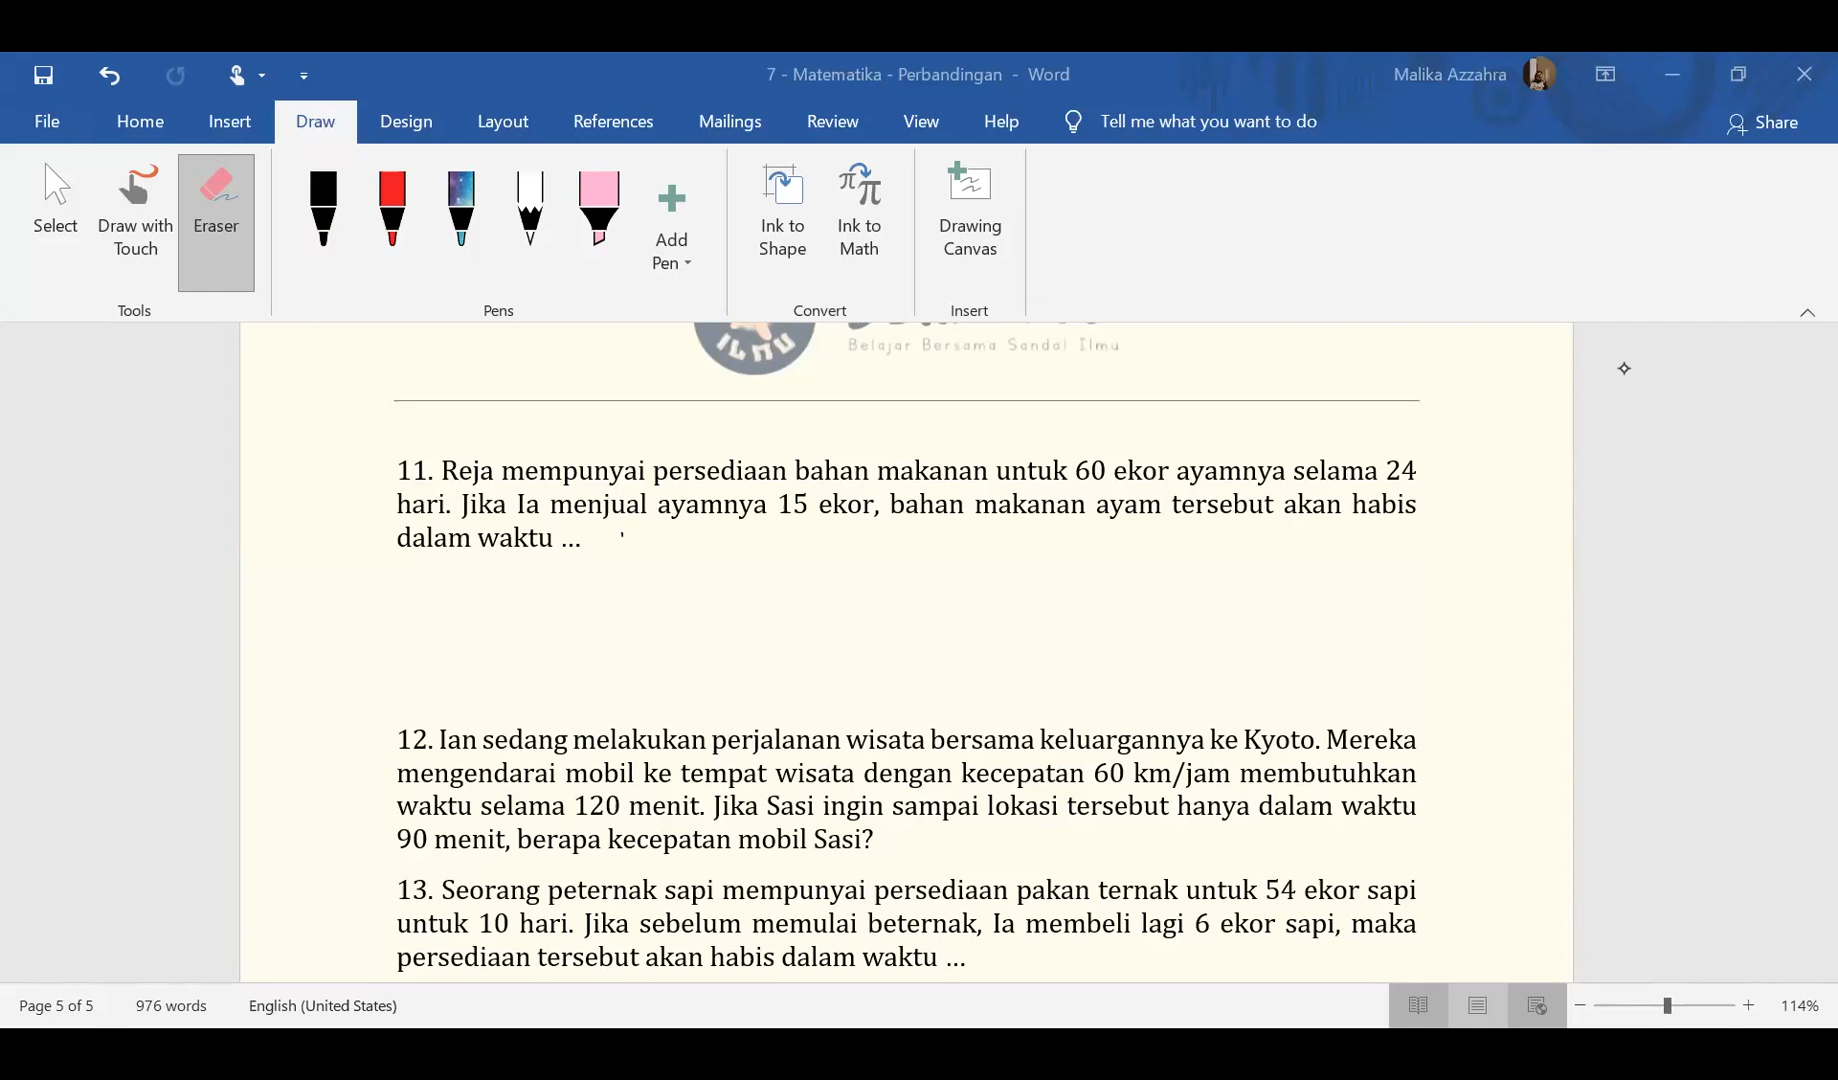 7 - Matematika - Perbandingan - Word
Malika Azzahra
File Home Insert Draw Design Layout References Mailings Review View Help Tell me what you want to do Share
Select
Draw with
Touch
Eraser
Add
Pen
Ink to
Shape
Ink to
Math
Drawing
Canvas
Tools Pens Convert Insert
ILMU
Belajar Bersama Sandal Ilmu
11. Reja mempunyai persediaan bahan makanan untuk 60 ekor ayamnya selama 24
hari. Jika Ia menjual ayamnya 15 ekor, bahan makanan ayam tersebut akan habis
dalam waktu ...
12. Ian sedang melakukan perjalanan wisata bersama keluargannya ke Kyoto. Mereka
mengendarai mobil ke tempat wisata dengan kecepatan 60 km/jam membutuhkan
waktu selama 120 menit. Jika Sasi ingin sampai lokasi tersebut hanya dalam waktu
90 menit, berapa kecepatan mobil Sasi?
13. Seorang peternak sapi mempunyai persediaan pakan ternak untuk 54 ekor sapi
untuk 10 hari. Jika sebelum memulai beternak, Ia membeli lagi 6 ekor sapi, maka
persediaan tersebut akan habis dalam waktu ...
Page 5 of 5 976 words English (United States) 114%